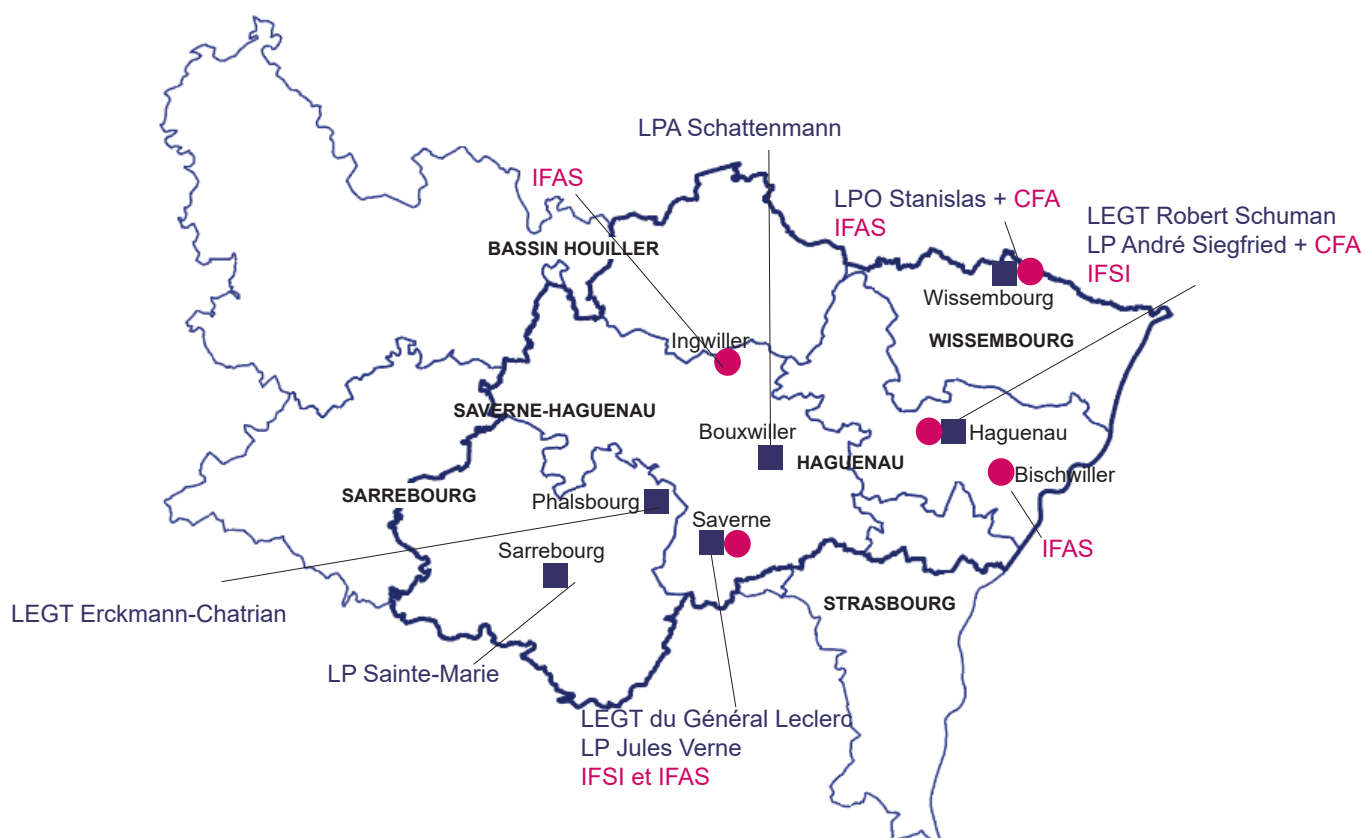 LPA Schattenmann
IFAS
LPO Stanislas + CFA
IFAS
LEGT Robert Schuman
LP André Siegfried + CFA
IFSI
BASSIN HOUILLER
Wissembourg
Ingwiller
WISSEMBOURG
SAVERNE-HAGUENAU
Bouxwiller
Haguenau
HAGUENAU
Bischwiller
SARREBOURG
Phalsbourg
Saverne
Sarrebourg
IFAS
STRASBOURG
LEGT Erckmann-Chatrian
LP Sainte-Marie
LEGT du Général Leclerc
LP Jules Verne
IFSI et IFAS